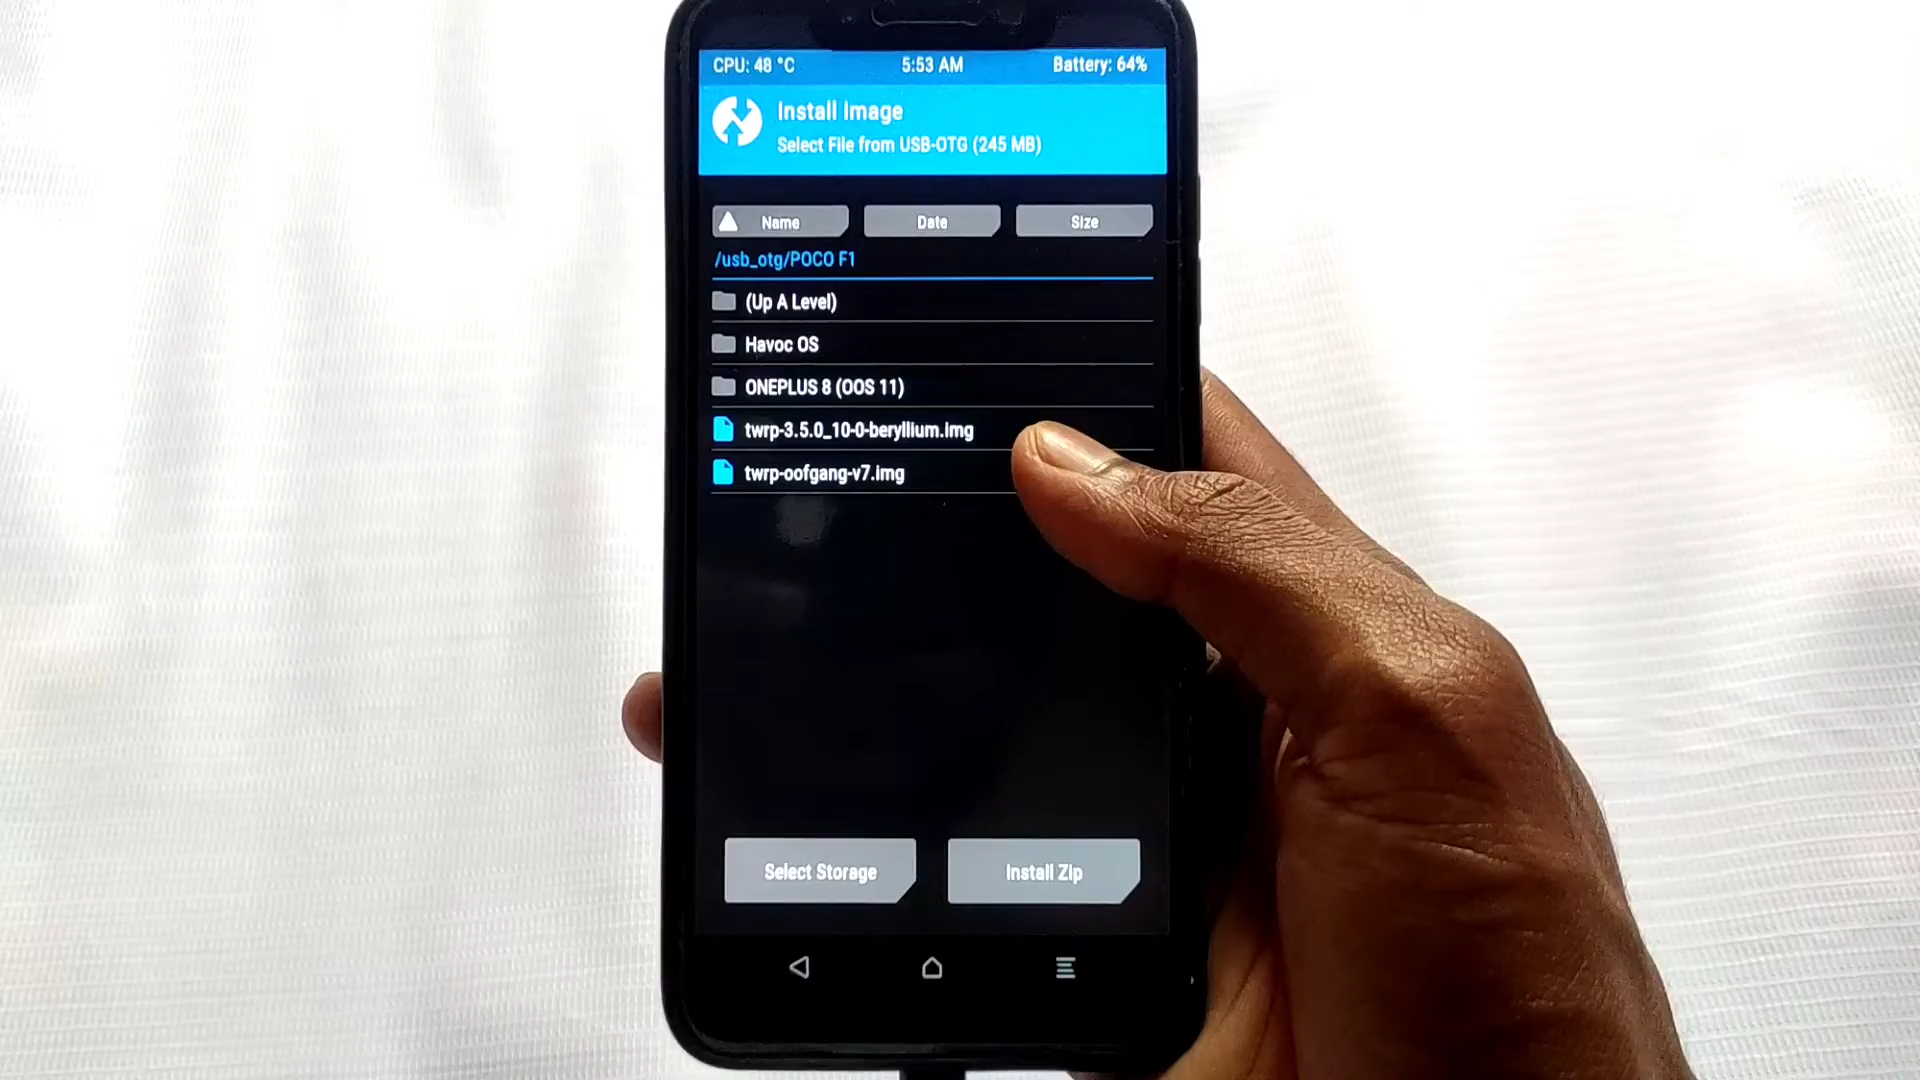 CPU: 48 °C 5:53 AM Battery: 64%
Install Image
Select File from USB-OTG (245 MB)
Name Date Size
/usb_otg/POCO F1
(Up A Level)
Havoc OS
ONEPLUS 8 (OOS 11)
twrp-3.5.0_10-0-beryllium.img
twrp-oofgang-v7.img
Select Storage Install Zip